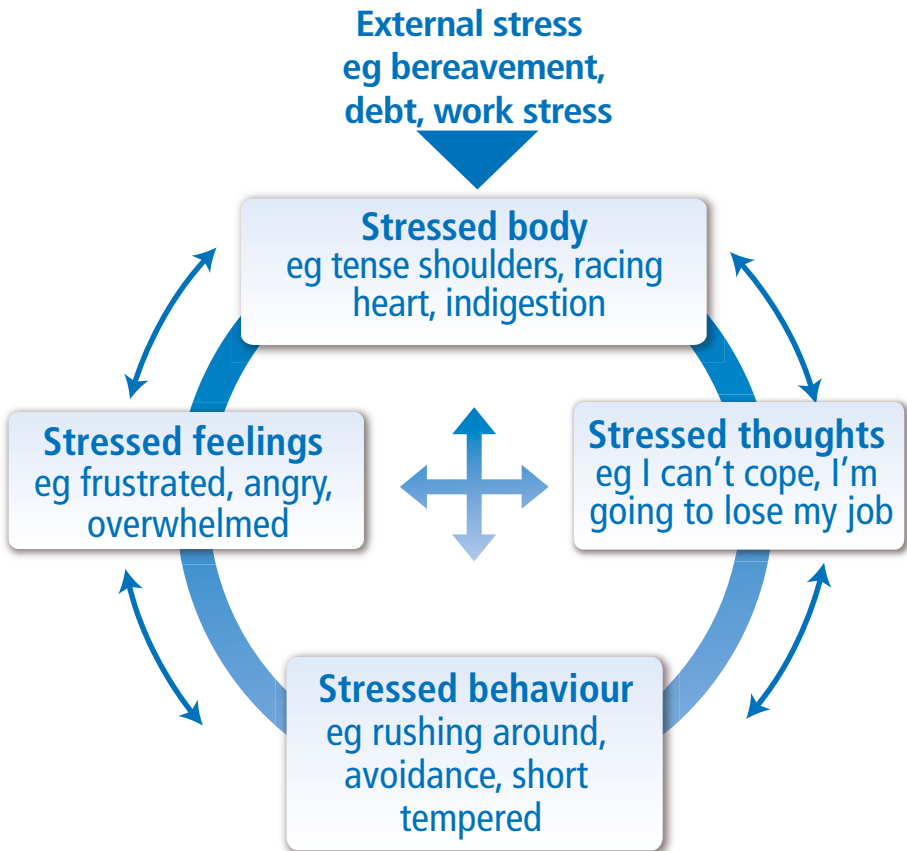 External stress
eg bereavement,
debt, work stress
Stressed body
eg tense shoulders, racing
heart, indigestion
Stressed feelings
eg frustrated, angry,
overwhelmed
Stressed thoughts
eg I can’t cope, I’m
going to lose my job
Stressed behaviour
eg rushing around,
avoidance, short
tempered